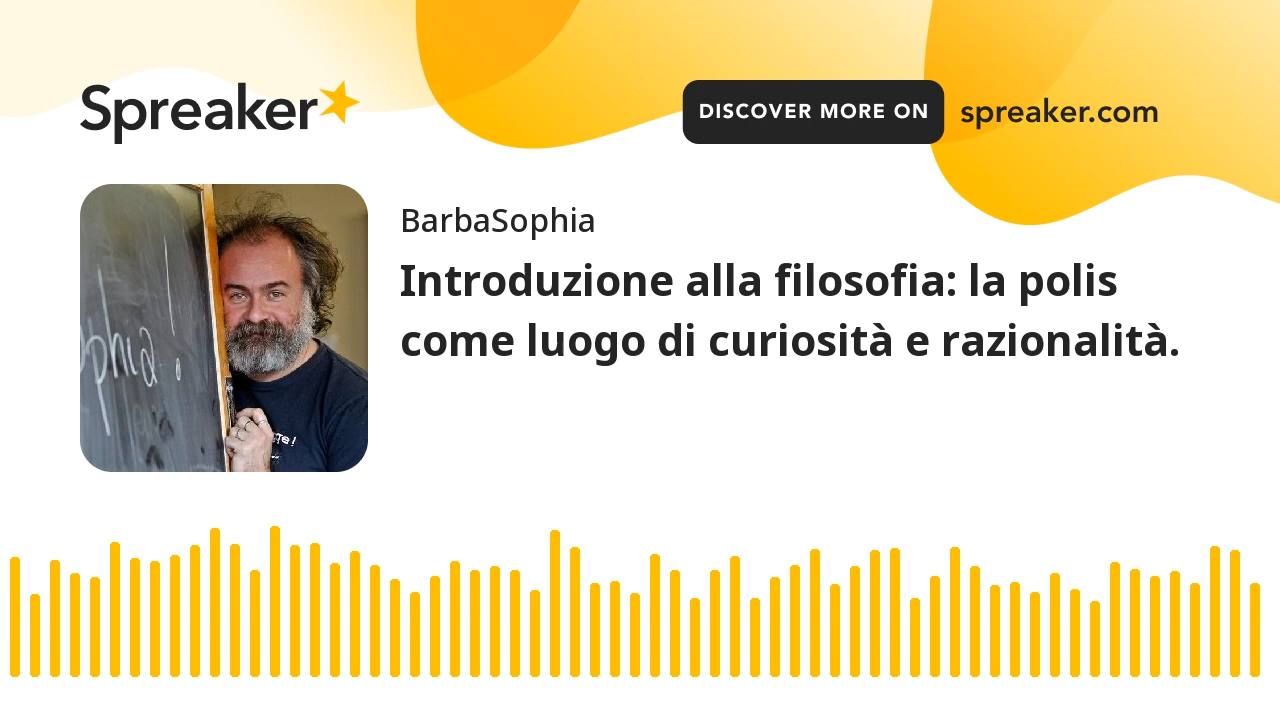 Spreaker
DISCOVER MORE ON
spreaker.com
BarbaSophia
Introduzione alla filosofia: la polis
come luogo di curiosità e razionalità.